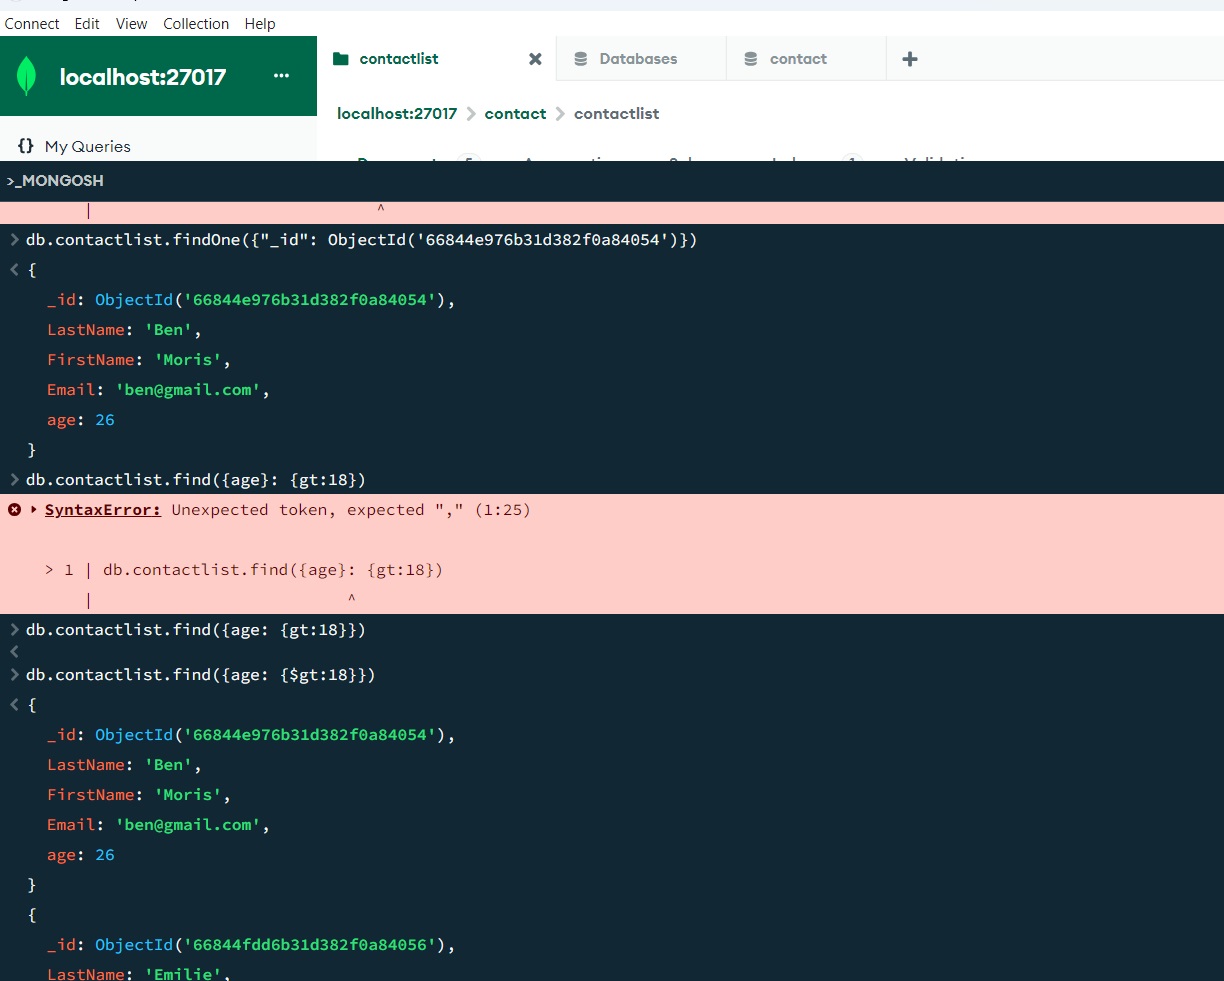 Connect Edit View Collection Help
localhost:27017 ...
contactlist
Databases
contact
localhost:27017 > contact > contactlist
{} My Queries
>_MONGOSH
| ^
> db.contactlist.findOne({"_id": ObjectId('66844e976b31d382f0a84054')})
< {
_id: ObjectId('66844e976b31d382f0a84054'),
LastName: 'Ben',
FirstName: 'Moris',
Email: 'ben@gmail.com',
age: 26
}
> db.contactlist.find({age}: {gt:18})
SyntaxError: Unexpected token, expected "," (1:25)
> 1 | db.contactlist.find({age}: {gt:18})
| ^
> db.contactlist.find({age: {gt:18}})
<
> db.contactlist.find({age: {$gt:18}})
< {
_id: ObjectId('66844e976b31d382f0a84054'),
LastName: 'Ben',
FirstName: 'Moris',
Email: 'ben@gmail.com',
age: 26
}
{
_id: ObjectId('66844fdd6b31d382f0a84056'),
LastName: 'Emilie',